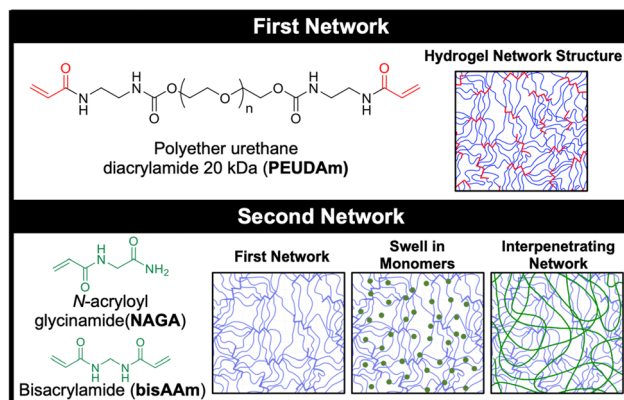 First Network
O
N
H
H
N
O
O
O
n
O
O
H
N
N
H
O
Polyether urethane
diacrylamide 20 kDa (PEUDAm)
Hydrogel Network Structure
Second Network
O
H
N
O
NH2
N-acryloyl
glycinamide(NAGA)
O
O
N
H
N
H
Bisacrylamide (bisAAm)
First Network
Swell in
Monomers
Interpenetrating
Network